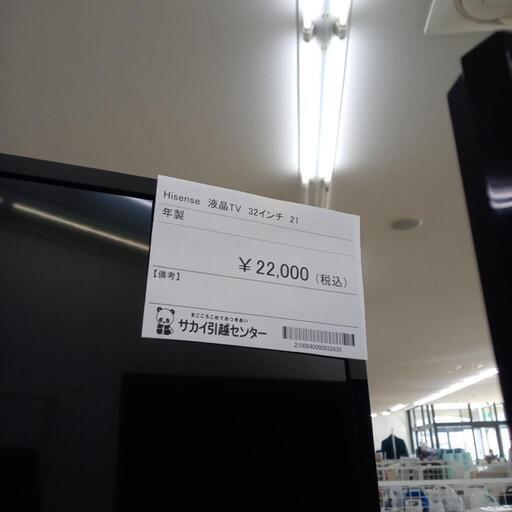 Hisense 液晶TV 32インチ 21
年製
￥22,000（税込）
【備考】
まごころこめておつきあい
サカイ引越センター
2100040000032630